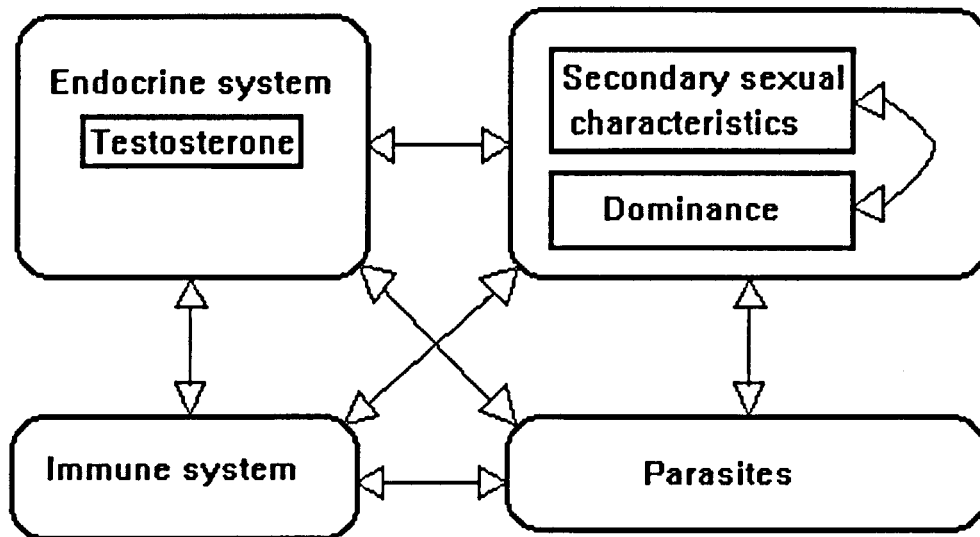 Endocrine system
Testosterone
Secondary sexual
characteristics
Dominance
Immune system
Parasites